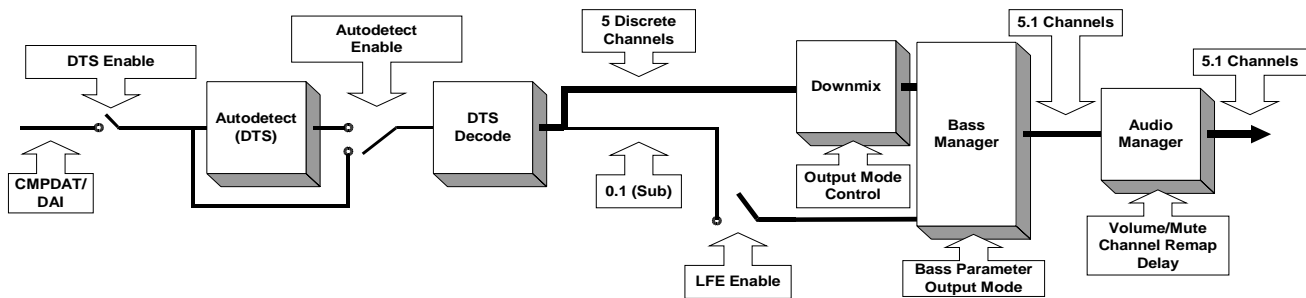 5 Discrete
Channels
5.1 Channels
Autodetect
Enable
DTS Enable
5.1 Channels
Downmix
DTS
Decode
Autodetect
(DTS)
Bass
Manager
Audio
Manager
CMPDAT/
DAI
0.1 (Sub)
Output Mode
Control
Volume/Mute
Channel Remap
Delay
LFE Enable
Bass Parameter
Output Mode